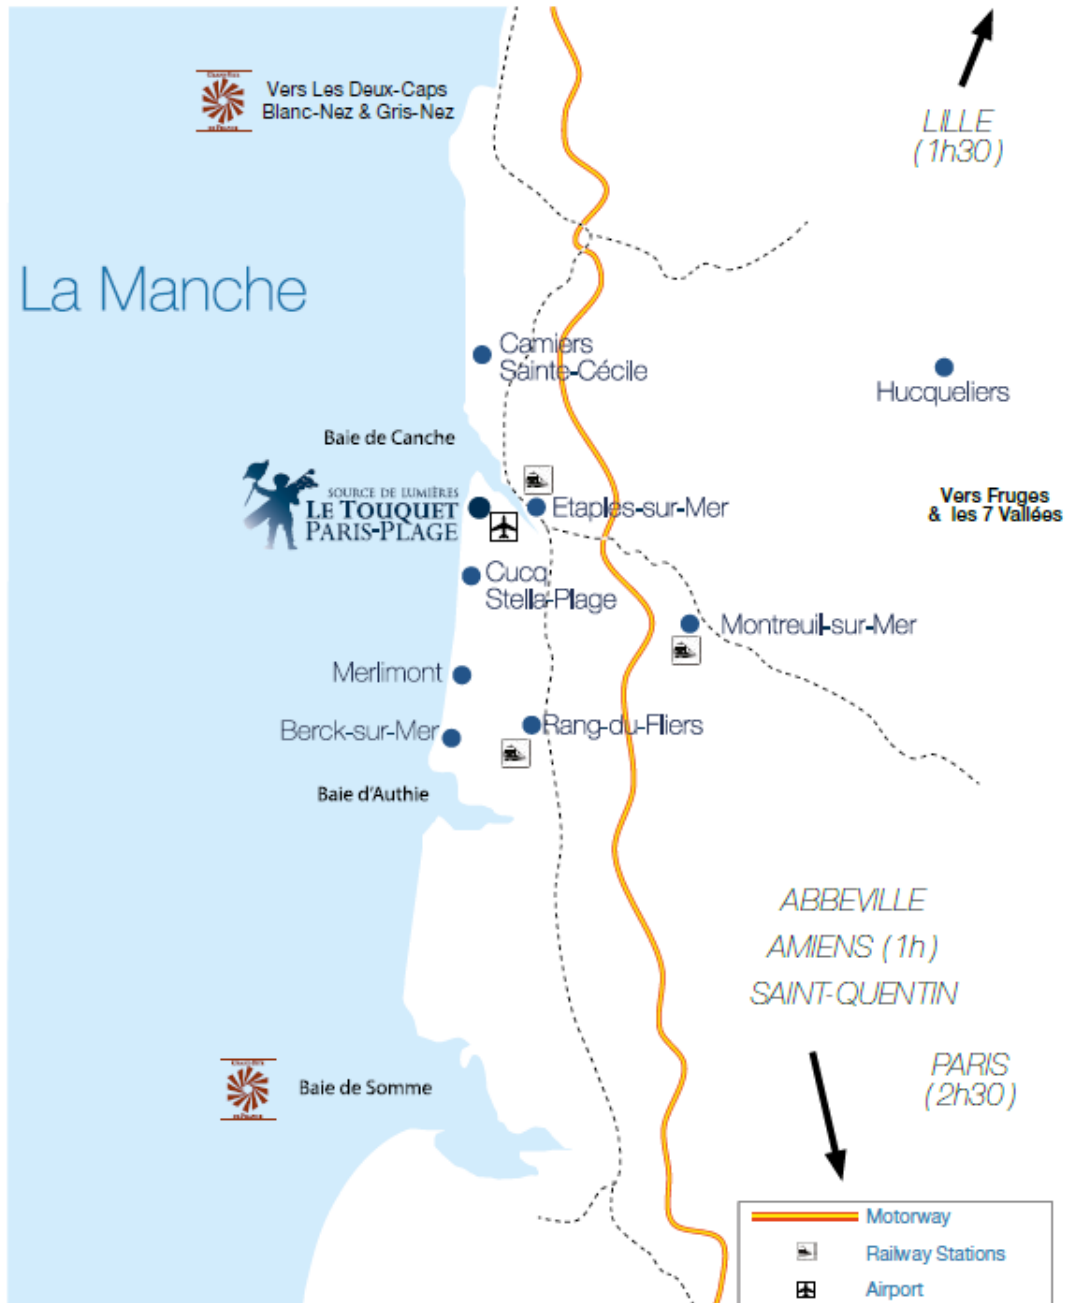 Vers Les Deux-Caps
Blanc-Nez & Gris-Nez
LILLE
(1h30)
La Manche
Camiers
Sainte-Cécile
Hucqueliers
Baie de Canche
SOURCE DE LUMIÈRES
LE TOUQUET
PARIS-PLAGE
Etaples-sur-Mer
Vers Fruges
& les 7 Vallées
Cucq
Stella-Plage
Montreuil-sur-Mer
Merlimont
Berck-sur-Mer
Rang-du-Fliers
Baie d'Authie
ABBEVILLE
AMIENS (1h)
SAINT-QUENTIN
Baie de Somme
PARIS
(2h30)
Motorway
Railway Stations
Airport